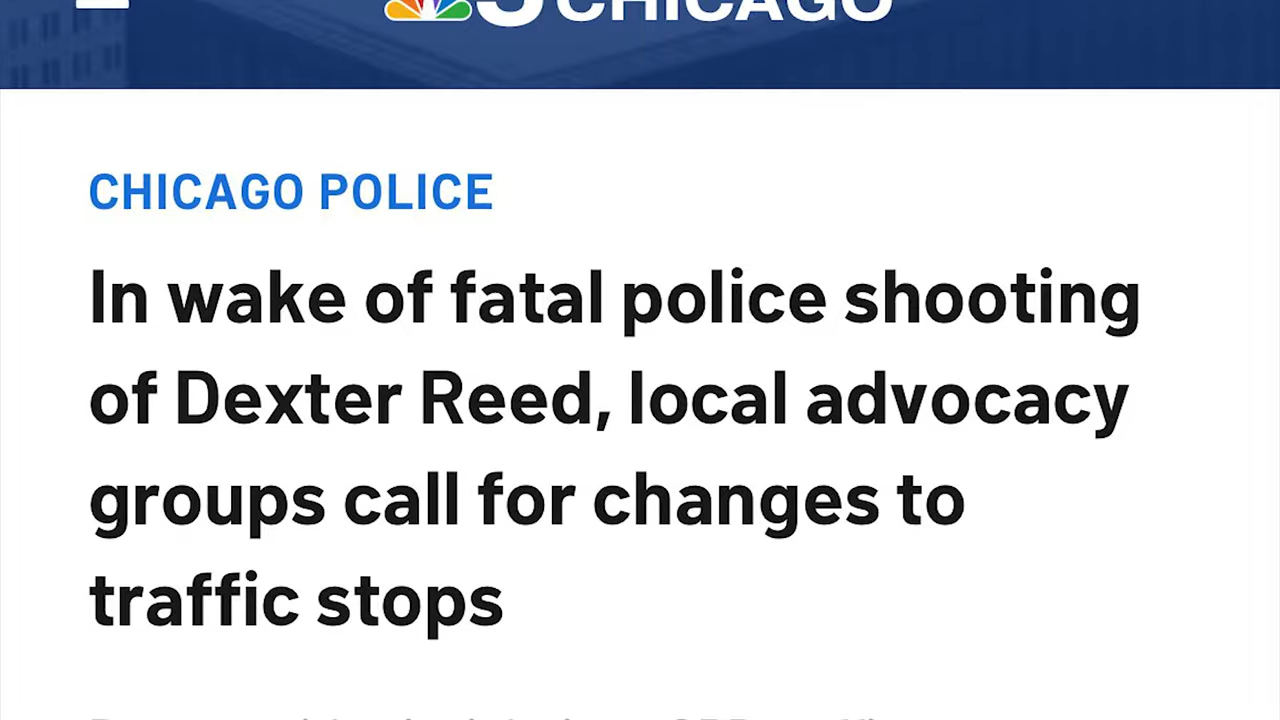 5 CHICAGO
CHICAGO POLICE
In wake of fatal police shooting
of Dexter Reed, local advocacy
groups call for changes to
traffic stops